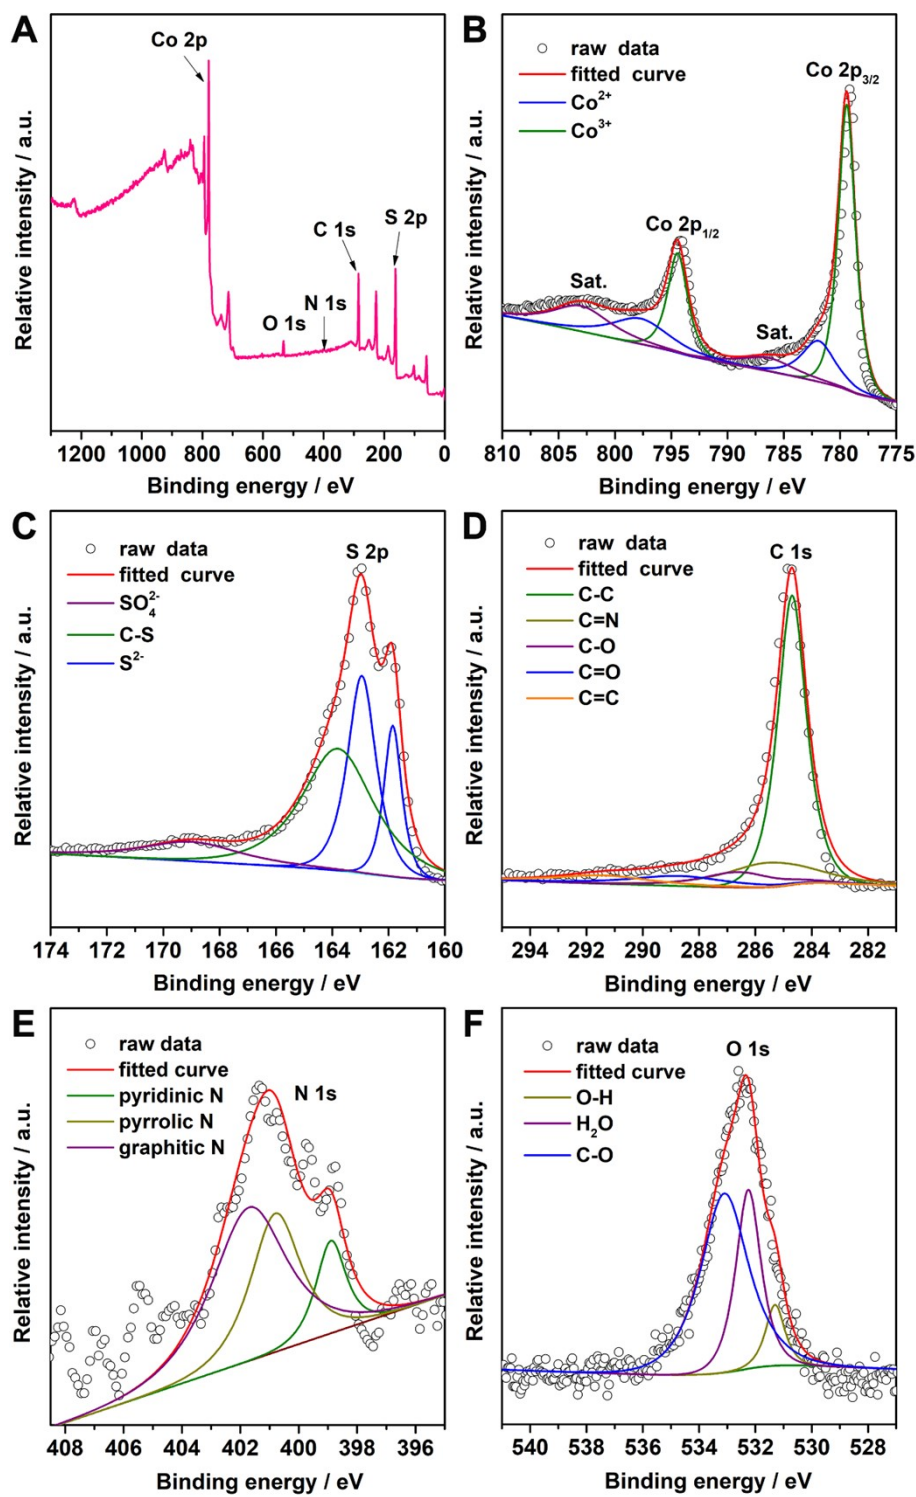 A
Co 2p
C 1s
S 2p
O 1s
N 1s
Relative intensity / a.u.
1200 1000 800 600 400 200 0
Binding energy / eV
B
raw data
fitted curve
Co²⁺
Co³⁺
Co 2p₃/₂
Co 2p₁/₂
Sat.
Sat.
Relative intensity / a.u.
810 805 800 795 790 785 780 775
Binding energy / eV
C
raw data
fitted curve
SO₄²⁻
C-S
S²⁻
S 2p
Relative intensity / a.u.
174 172 170 168 166 164 162 160
Binding energy / eV
D
raw data
fitted curve
C-C
C=N
C-O
C=O
C=C
C 1s
Relative intensity / a.u.
294 292 290 288 286 284 282
Binding energy / eV
E
raw data
fitted curve
pyridinic N
pyrrolic N
graphitic N
N 1s
Relative intensity / a.u.
408 406 404 402 400 398 396
Binding energy / eV
F
raw data
fitted curve
O-H
H₂O
C-O
O 1s
Relative intensity / a.u.
540 538 536 534 532 530 528
Binding energy / eV